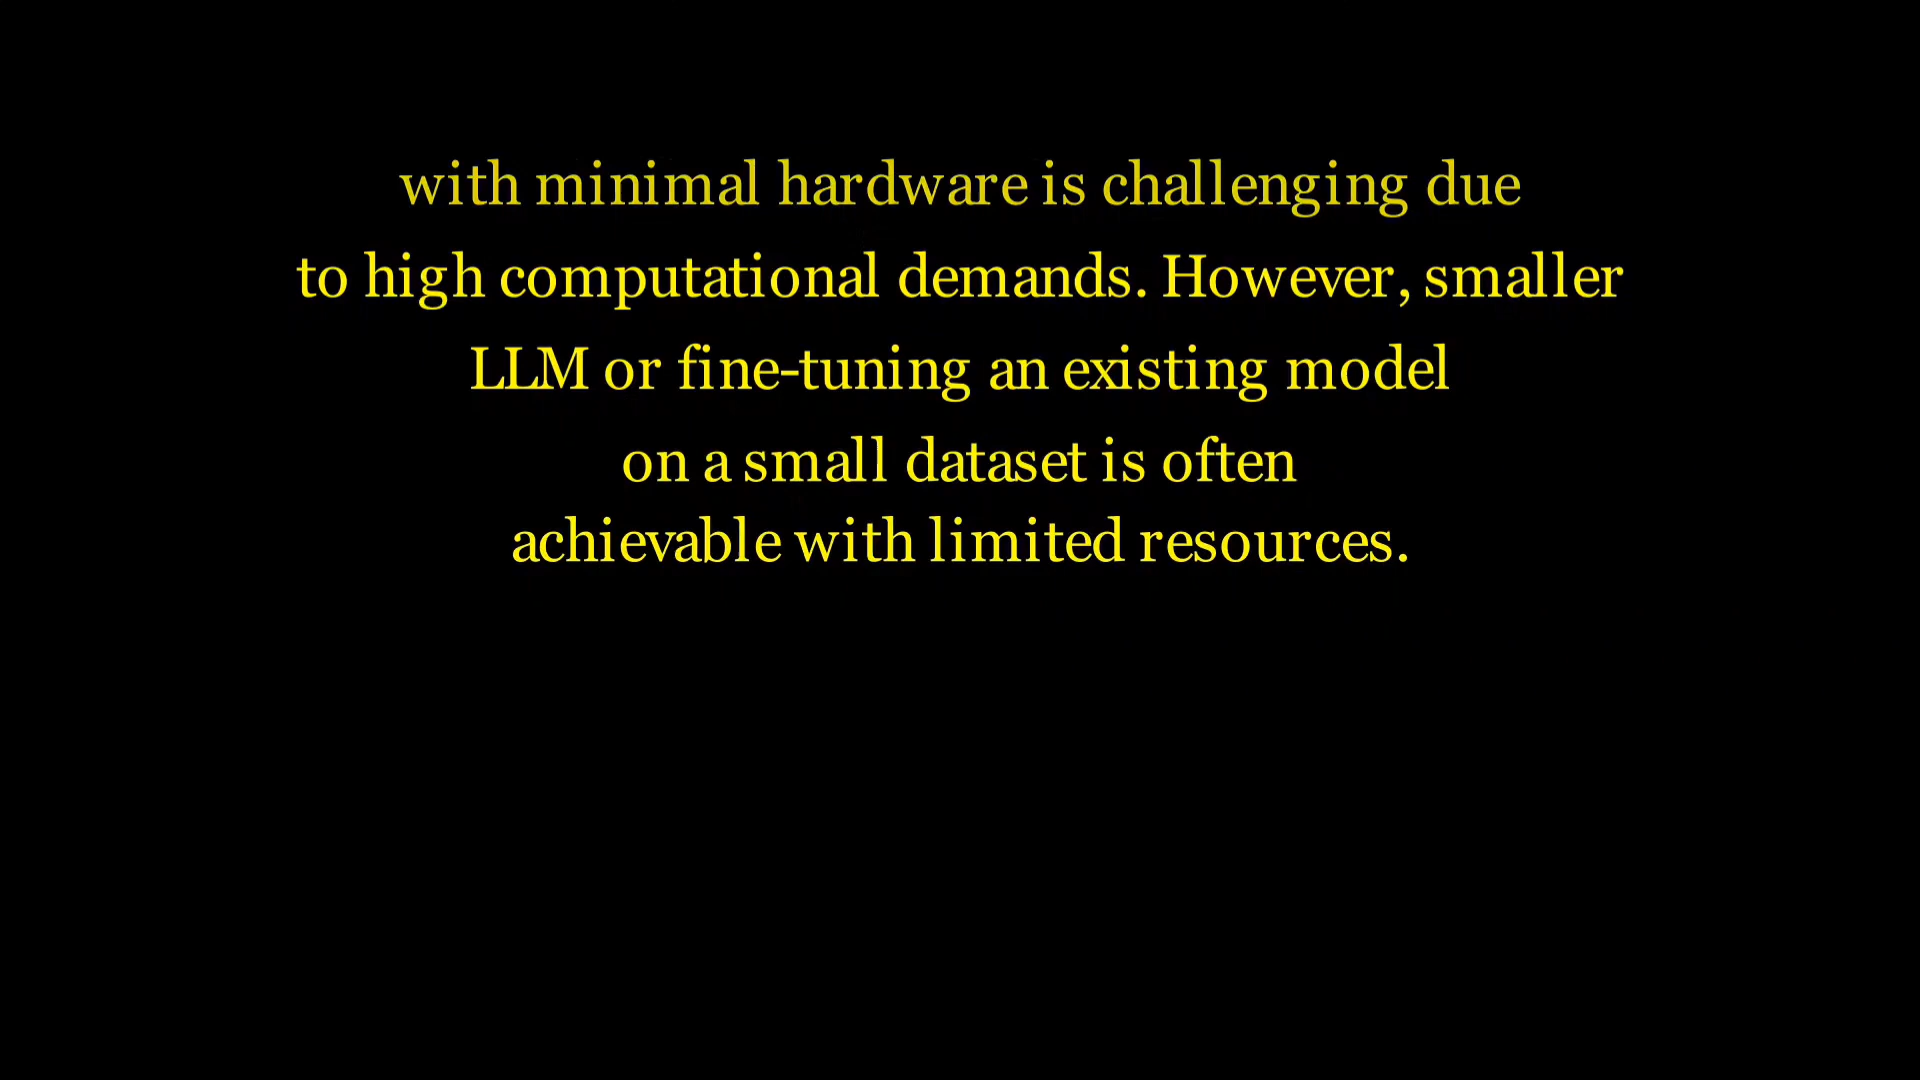 with minimal hardware is challenging due
to high computational demands. However, smaller
LLM or fine-tuning an existing model
on a small dataset is often
achievable with limited resources.